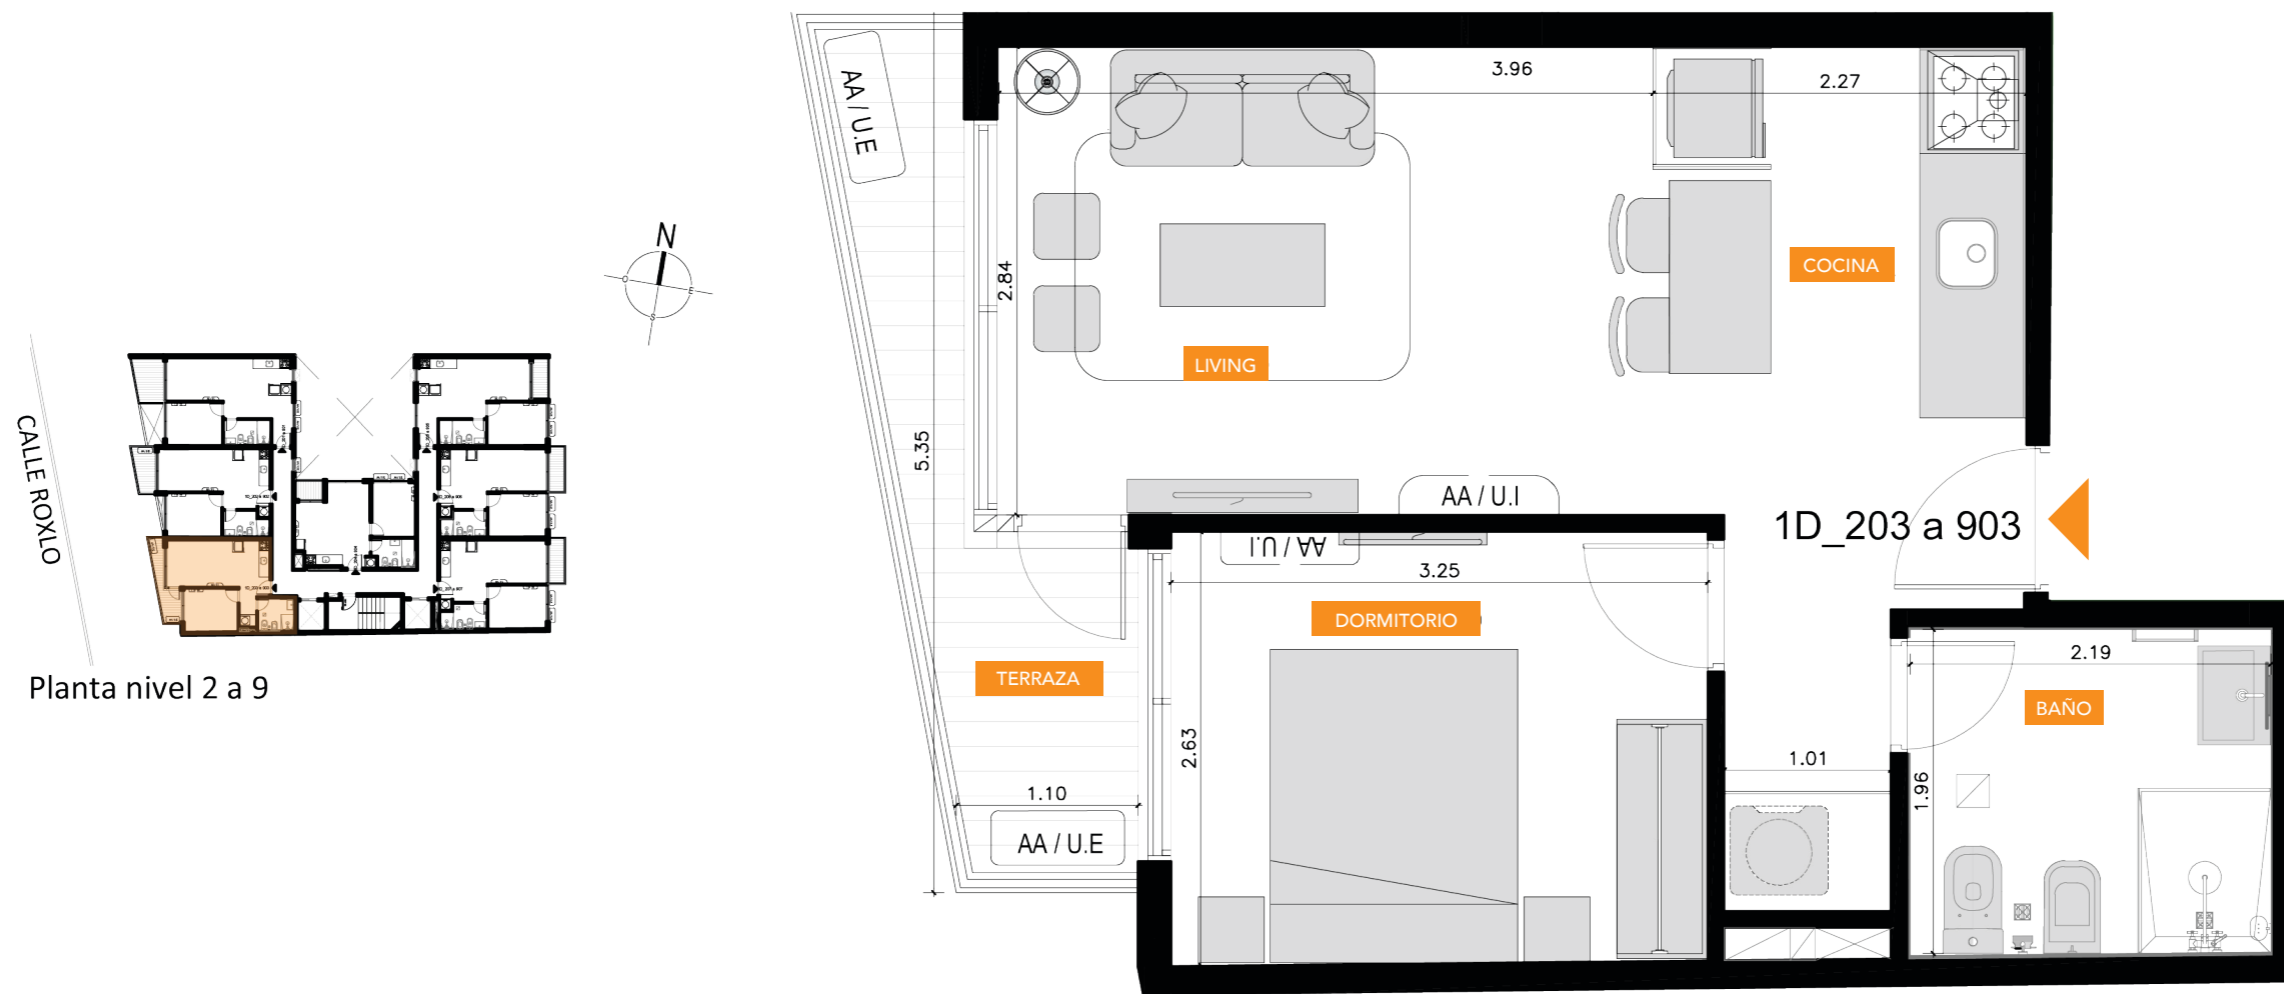 AA / U.E
3.96
2.27
N
O
E
S
COCINA
2.84
LIVING
CALLE ROXLO
5.35
AA / U.I
1D_203 a 903
AA / U.I
3.25
DORMITORIO
TERRAZA
2.19
BAÑO
Planta nivel 2 a 9
2.63
1.01
1.96
1.10
AA / U.E